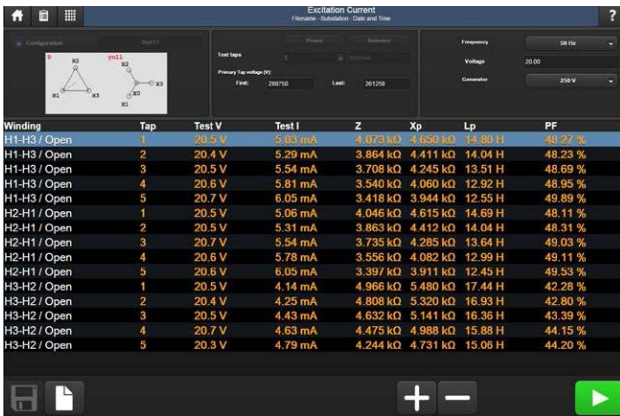 Excitation Current
Filename - Substation - Date and Time
?
Configuration
Dyn11
D
H2
H1
H3
yn11
X2
X3
X0
X1
Primary
Secondary
Test taps
5
Primary Tap voltage (V):
First: 288750 Last: 261258
Frequency 50 Hz
Voltage 20.00
Generator 250 V
Winding Tap Test V Test I Z Xp Lp PF
H1-H3 / Open 1 20.5 V 5.03 mA 4.073 kΩ 4.650 kΩ 14.80 H 48.27 %
H1-H3 / Open 2 20.4 V 5.29 mA 3.864 kΩ 4.411 kΩ 14.04 H 48.23 %
H1-H3 / Open 3 20.5 V 5.54 mA 3.708 kΩ 4.245 kΩ 13.51 H 48.69 %
H1-H3 / Open 4 20.6 V 5.81 mA 3.540 kΩ 4.060 kΩ 12.92 H 48.95 %
H1-H3 / Open 5 20.7 V 6.05 mA 3.418 kΩ 3.944 kΩ 12.55 H 49.89 %
H2-H1 / Open 1 20.5 V 5.06 mA 4.046 kΩ 4.615 kΩ 14.69 H 48.11 %
H2-H1 / Open 2 20.5 V 5.31 mA 3.863 kΩ 4.412 kΩ 14.04 H 48.31 %
H2-H1 / Open 3 20.7 V 5.54 mA 3.735 kΩ 4.285 kΩ 13.64 H 49.03 %
H2-H1 / Open 4 20.6 V 5.78 mA 3.556 kΩ 4.082 kΩ 12.99 H 49.11 %
H2-H1 / Open 5 20.6 V 6.05 mA 3.397 kΩ 3.911 kΩ 12.45 H 49.53 %
H3-H2 / Open 1 20.5 V 4.14 mA 4.966 kΩ 5.480 kΩ 17.44 H 42.28 %
H3-H2 / Open 2 20.4 V 4.25 mA 4.808 kΩ 5.320 kΩ 16.93 H 42.80 %
H3-H2 / Open 3 20.5 V 4.43 mA 4.632 kΩ 5.141 kΩ 16.36 H 43.39 %
H3-H2 / Open 4 20.7 V 4.63 mA 4.475 kΩ 4.988 kΩ 15.88 H 44.15 %
H3-H2 / Open 5 20.3 V 4.79 mA 4.244 kΩ 4.731 kΩ 15.06 H 44.20 %